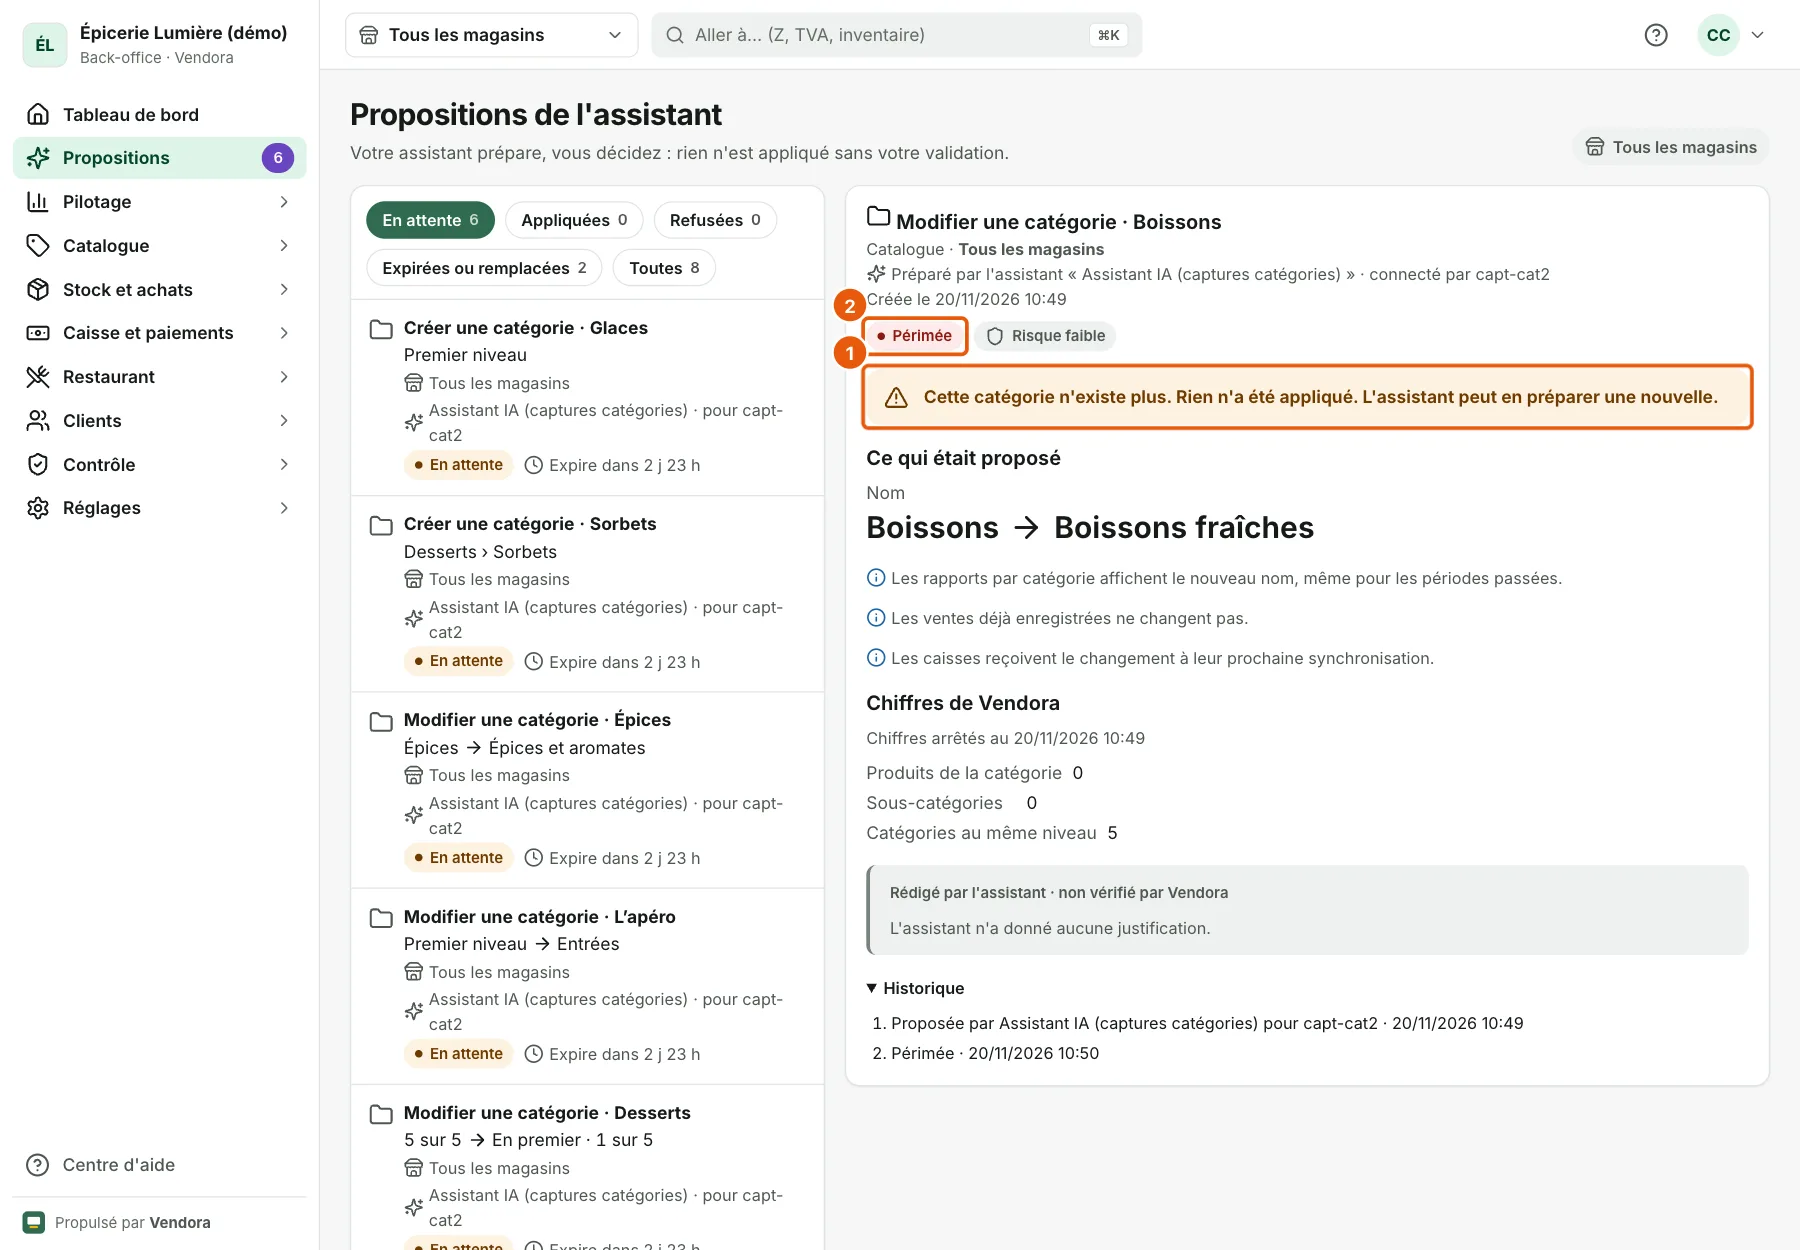 ÉL
Épicerie Lumière (démo)
Back-office · Vendora
Tableau de bord
Propositions 6
Pilotage
Catalogue
Stock et achats
Caisse et paiements
Restaurant
Clients
Contrôle
Réglages
Centre d'aide
Propulsé par Vendora
Tous les magasins
Aller à... (Z, TVA, inventaire) ⌘K
CC
Propositions de l'assistant
Votre assistant prépare, vous décidez : rien n'est appliqué sans votre validation.
Tous les magasins
En attente 6
Appliquées 0
Refusées 0
Expirées ou remplacées 2
Toutes 8
Créer une catégorie · Glaces
Premier niveau
Tous les magasins
Assistant IA (captures catégories) · pour capt-
cat2
En attente
Expire dans 2 j 23 h
Créer une catégorie · Sorbets
Desserts › Sorbets
Tous les magasins
Assistant IA (captures catégories) · pour capt-
cat2
En attente
Expire dans 2 j 23 h
Modifier une catégorie · Épices
Épices → Épices et aromates
Tous les magasins
Assistant IA (captures catégories) · pour capt-
cat2
En attente
Expire dans 2 j 23 h
Modifier une catégorie · L’apéro
Premier niveau → Entrées
Tous les magasins
Assistant IA (captures catégories) · pour capt-
cat2
En attente
Expire dans 2 j 23 h
Modifier une catégorie · Desserts
5 sur 5 → En premier · 1 sur 5
Tous les magasins
Assistant IA (captures catégories) · pour capt-
cat2
En attente
Expire dans 2 j 23 h
Modifier une catégorie · Boissons
Catalogue · Tous les magasins
Préparé par l'assistant « Assistant IA (captures catégories) » · connecté par capt-cat2
Créée le 20/11/2026 10:49
2
Périmée
Risque faible
1
Cette catégorie n'existe plus. Rien n'a été appliqué. L'assistant peut en préparer une nouvelle.
Ce qui était proposé
Nom
Boissons → Boissons fraîches
Les rapports par catégorie affichent le nouveau nom, même pour les périodes passées.
Les ventes déjà enregistrées ne changent pas.
Les caisses reçoivent le changement à leur prochaine synchronisation.
Chiffres de Vendora
Chiffres arrêtés au 20/11/2026 10:49
Produits de la catégorie 0
Sous-catégories 0
Catégories au même niveau 5
Rédigé par l'assistant · non vérifié par Vendora
L'assistant n'a donné aucune justification.
▼ Historique
1. Proposée par Assistant IA (captures catégories) pour capt-cat2 · 20/11/2026 10:49
2. Périmée · 20/11/2026 10:50